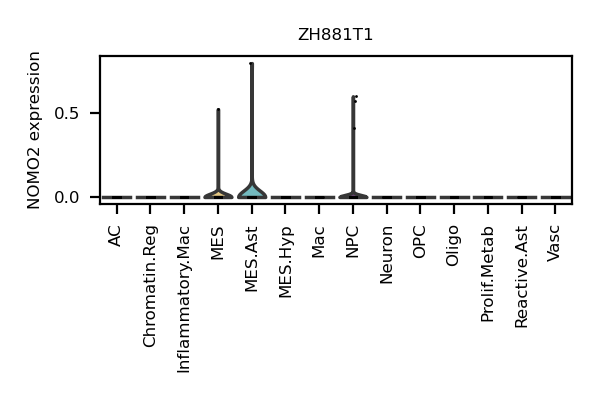 ZH881T1
NOMO2 expression
0.5
0.0
AC
Chromatin.Reg
Inflammatory.Mac
MES
MES.Ast
MES.Hyp
Mac
NPC
Neuron
OPC
Oligo
Prolif.Metab
Reactive.Ast
Vasc